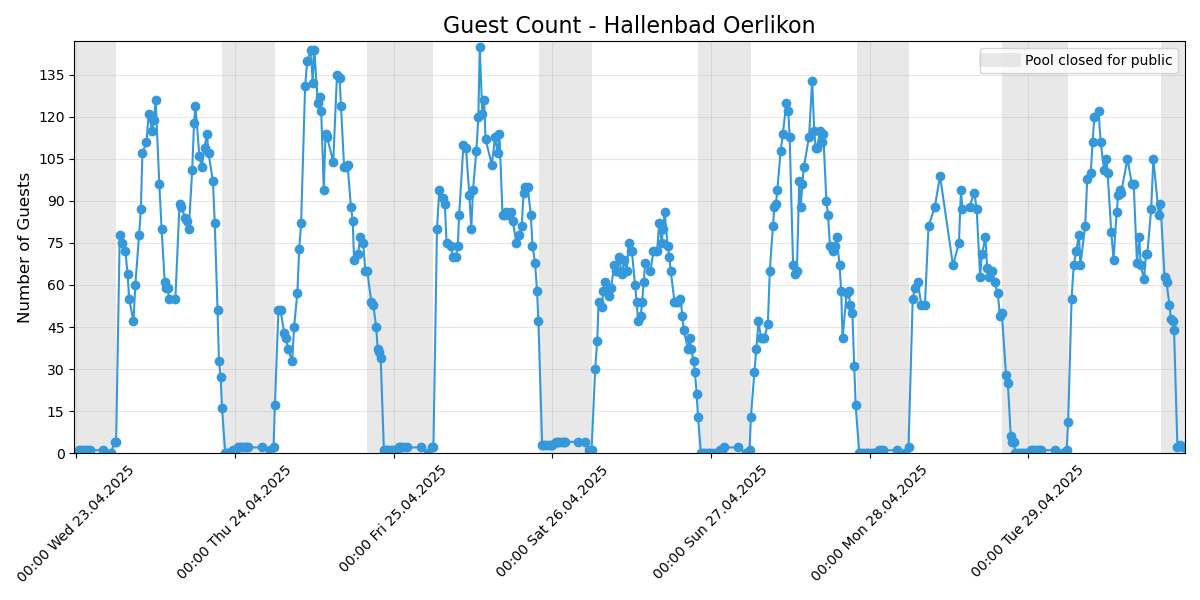 Guest Count - Hallenbad Oerlikon
Pool closed for public
Number of Guests
135
120
105
90
75
60
45
30
15
0
00:00 Wed 23.04.2025
00:00 Thu 24.04.2025
00:00 Fri 25.04.2025
00:00 Sat 26.04.2025
00:00 Sun 27.04.2025
00:00 Mon 28.04.2025
00:00 Tue 29.04.2025